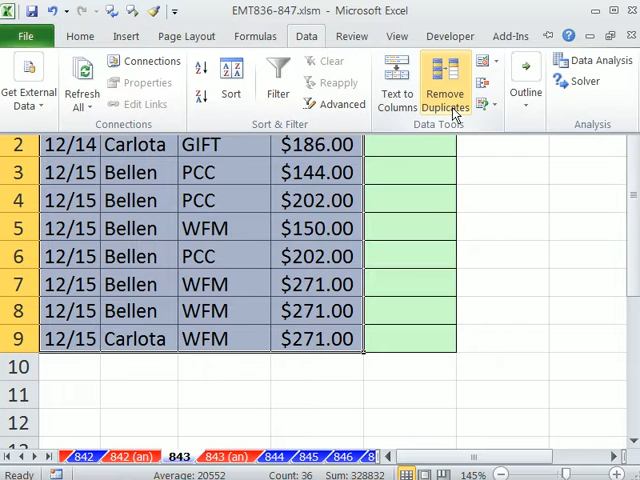 EMT836-847.xlsm - Microsoft Excel
File Home Insert Page Layout Formulas Data Review View Developer Add-Ins
Get External Data
Refresh All
Connections
Properties
Edit Links
Connections
Sort
Filter
Clear
Reapply
Advanced
Sort & Filter
Text to Columns
Remove Duplicates
Data Tools
Outline
Data Analysis
Solver
Analysis
2 12/14 Carlota GIFT $186.00
3 12/15 Bellen PCC $144.00
4 12/15 Bellen PCC $202.00
5 12/15 Bellen WFM $150.00
6 12/15 Bellen PCC $202.00
7 12/15 Bellen WFM $271.00
8 12/15 Bellen WFM $271.00
9 12/15 Carlota WFM $271.00
10
11
12
842 842 (an) 843 843 (an) 844 845 846
Ready Average: 20552 Count: 36 Sum: 328832 145%